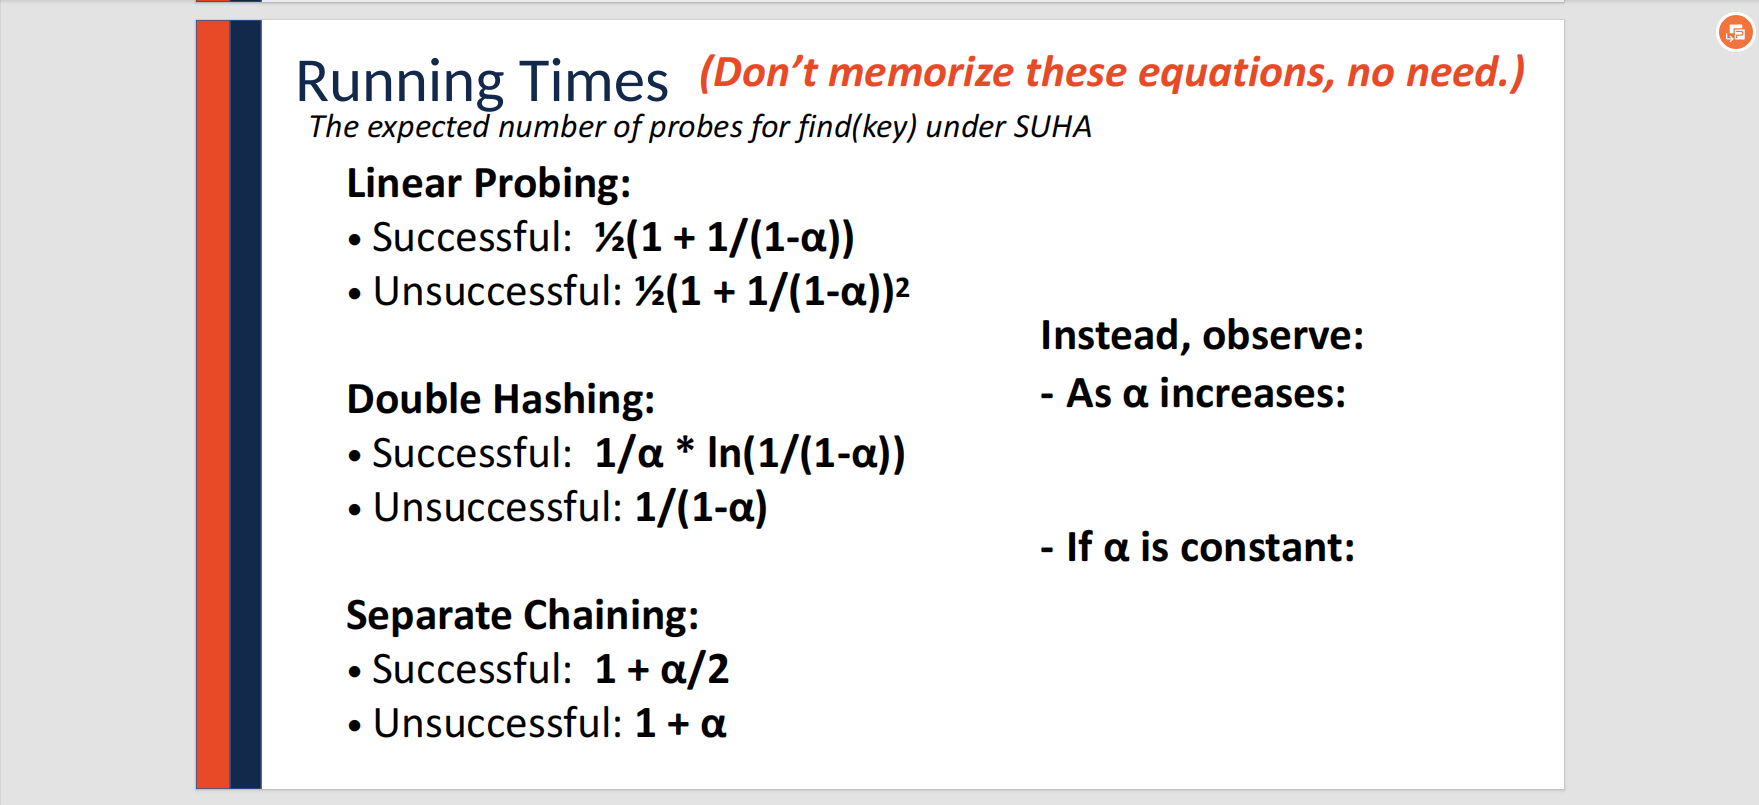 Running Times (Don't memorize these equations, no need.)
The expected number of probes for find(key) under SUHA
Linear Probing:
• Successful: ½(1 + 1/(1-α))
• Unsuccessful: ½(1 + 1/(1-α))²
Double Hashing:
• Successful: 1/α * ln(1/(1-α))
• Unsuccessful: 1/(1-α)
Separate Chaining:
• Successful: 1 + α/2
• Unsuccessful: 1 + α
Instead, observe:
- As α increases:
- If α is constant: